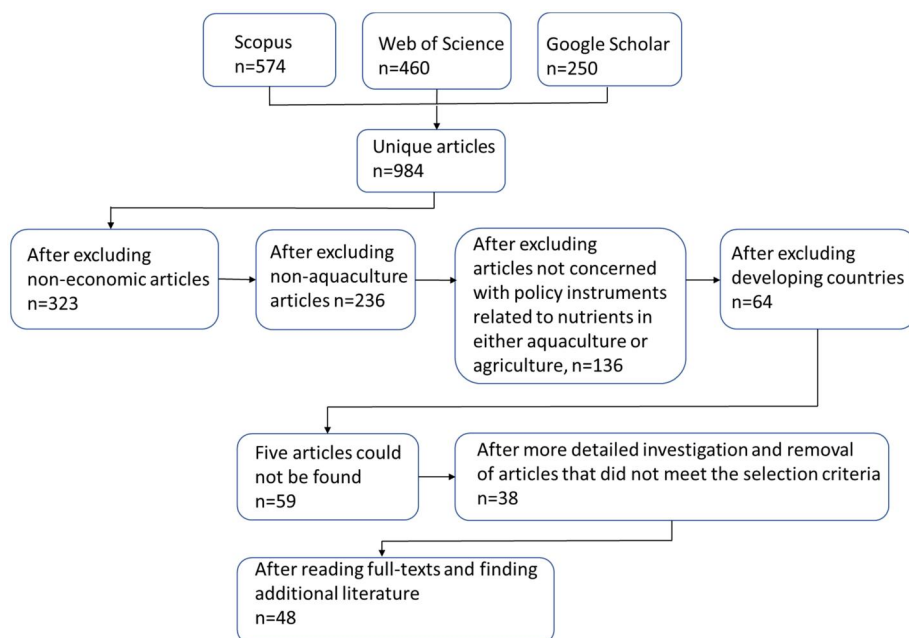 Scopus
n=574
Web of Science
n=460
Google Scholar
n=250
Unique articles
n=984
After excluding
non-economic articles
n=323
After excluding
non-aquaculture
articles n=236
After excluding
articles not concerned
with policy instruments
related to nutrients in
either aquaculture or
agriculture, n=136
After excluding
developing countries
n=64
Five articles could
not be found
n=59
After more detailed investigation and removal
of articles that did not meet the selection criteria
n=38
After reading full-texts and finding
additional literature
n=48